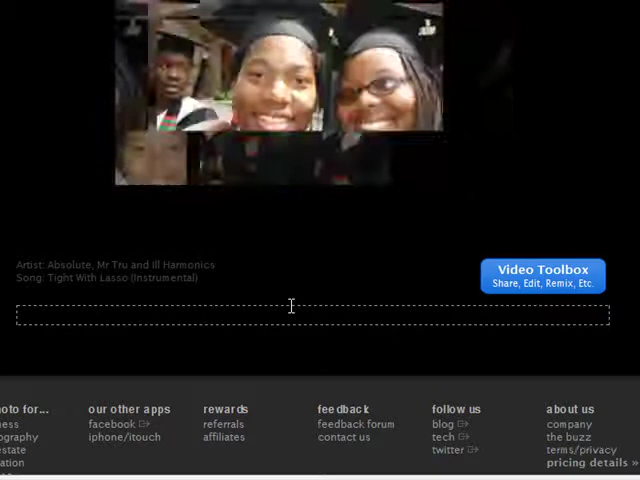 Artist: Absolute, Mr Tru and Ill Harmonics
Song: Tight With Lasso (Instrumental)
Video Toolbox
Share, Edit, Remix, Etc.
our other apps
facebook
iphone/itouch
rewards
referrals
affiliates
feedback
feedback forum
contact us
follow us
blog
tech
twitter
about us
company
the buzz
terms/privacy
pricing details »